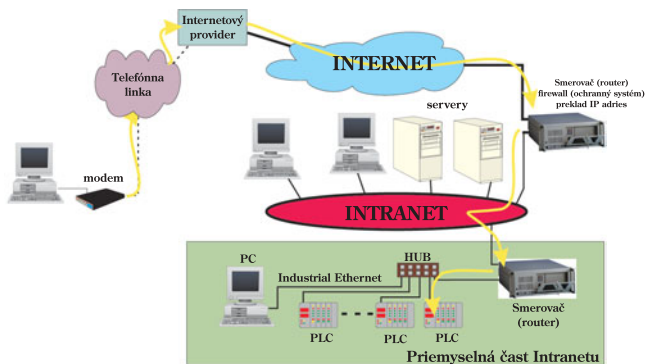 Internetový
provider
INTERNET
Telefónna
linka
Smerovač (router)
firewall (ochranný systém)
preklad IP adries
servery
modem
INTRANET
PC
HUB
Industrial Ethernet
Smerovač
(router)
PLC
PLC
PLC
Priemyselná čast Intranetu